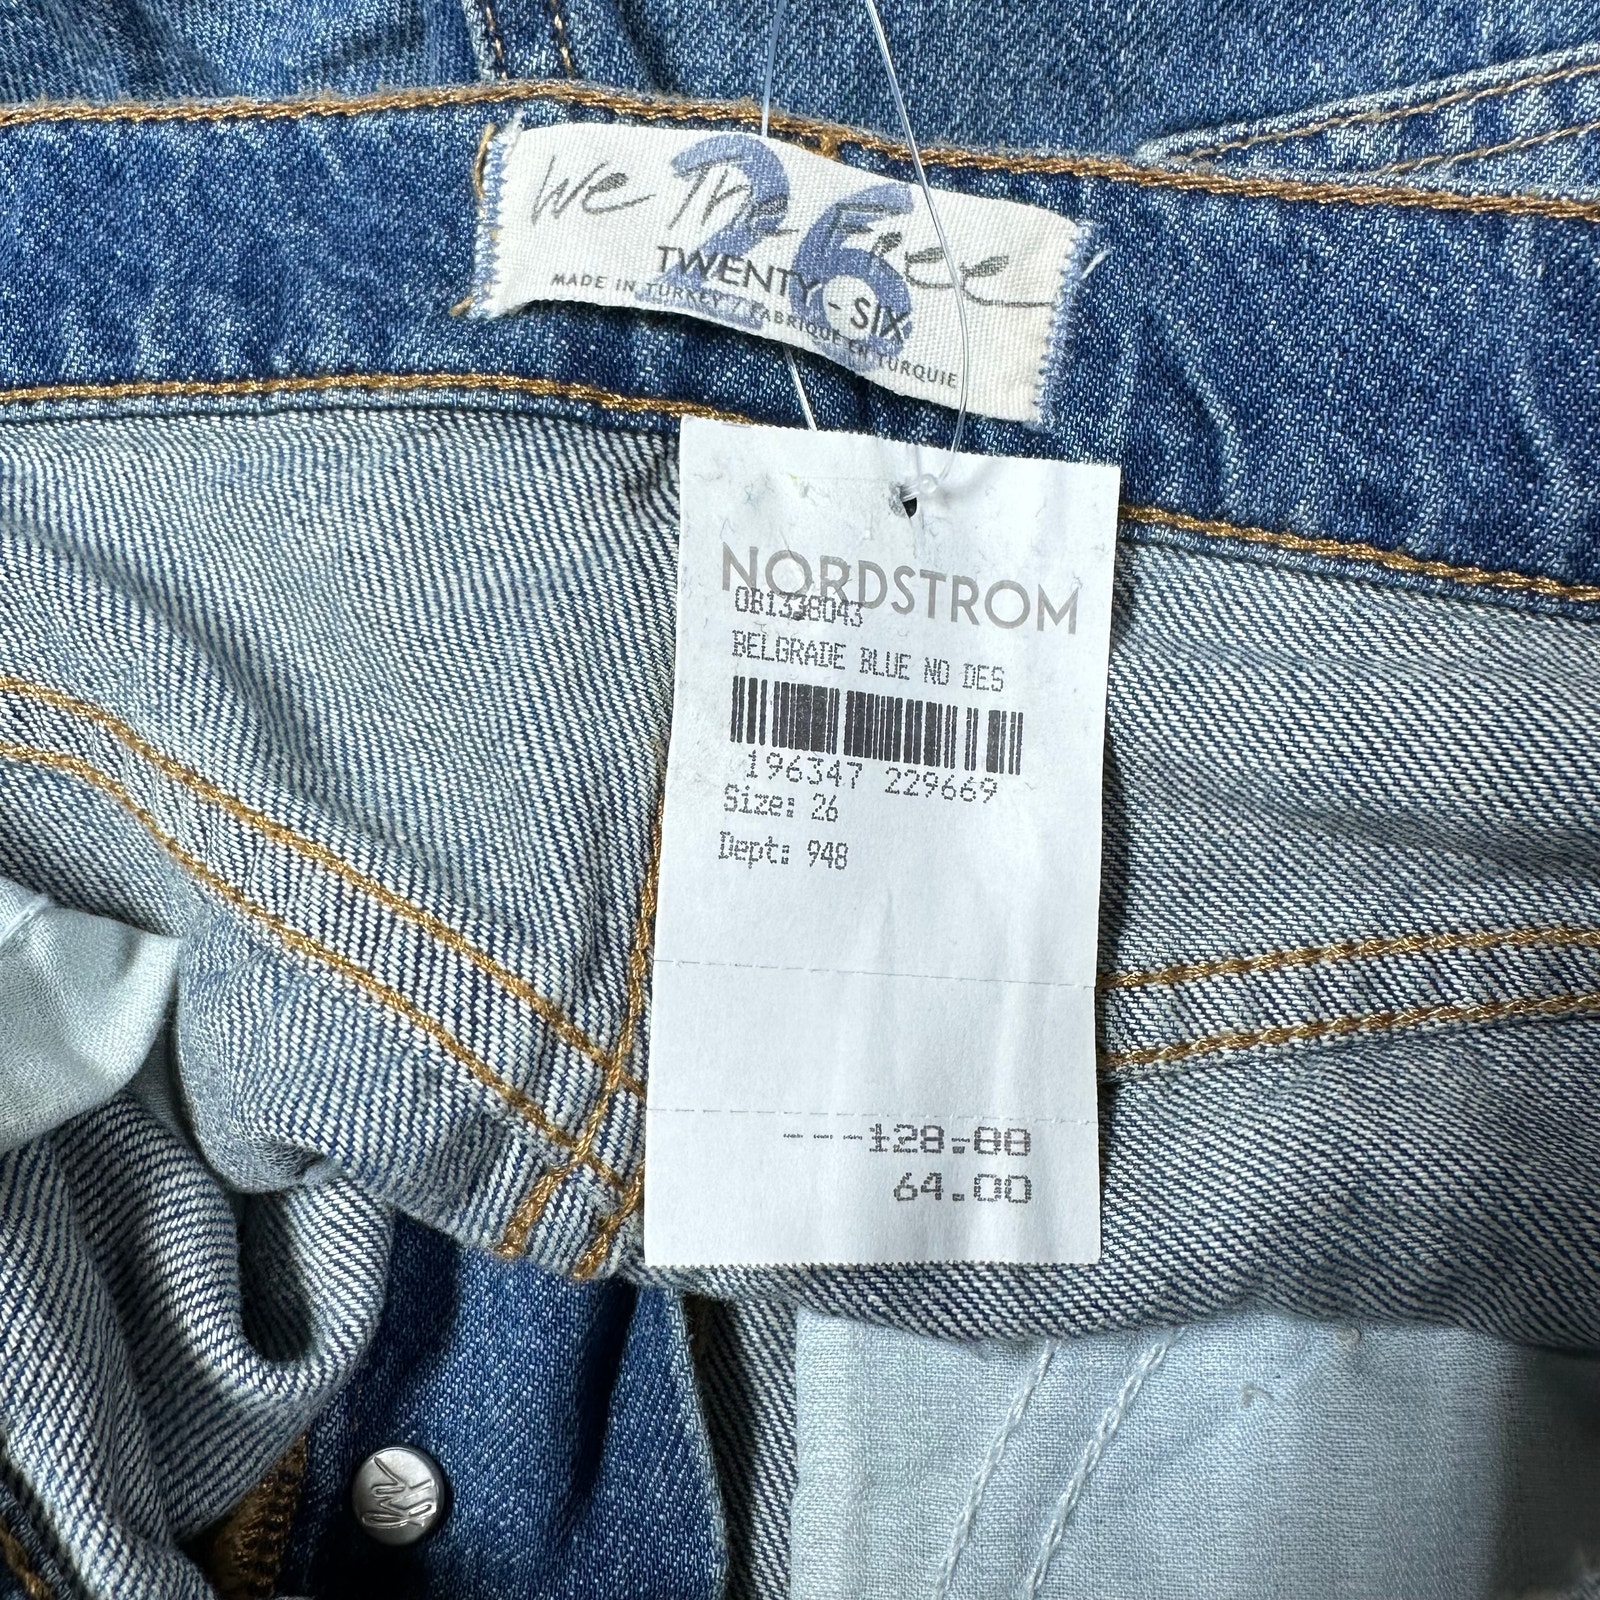 We The Free
26
TWENTY-SIX
MADE IN TURKEY / FABRIQUE EN TURQUIE
NORDSTROM
OB1338043
BELGRADE BLUE NO DES
196347 229669
Size: 26
Dept: 948
128.00
64.00